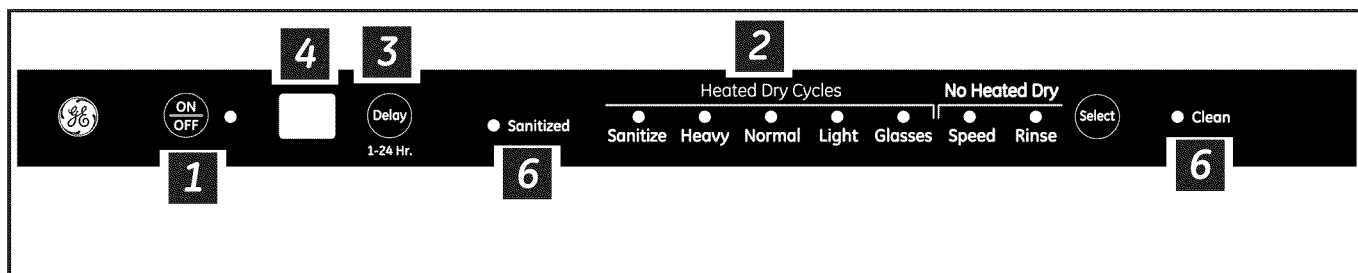 4
3
2
Heated Dry Cycles
No Heated Dry
GE
ON
OFF
Delay
1-24 Hr.
Sanitized
Sanitize Heavy Normal Light Glasses Speed Rinse
Select
Clean
1
6
6